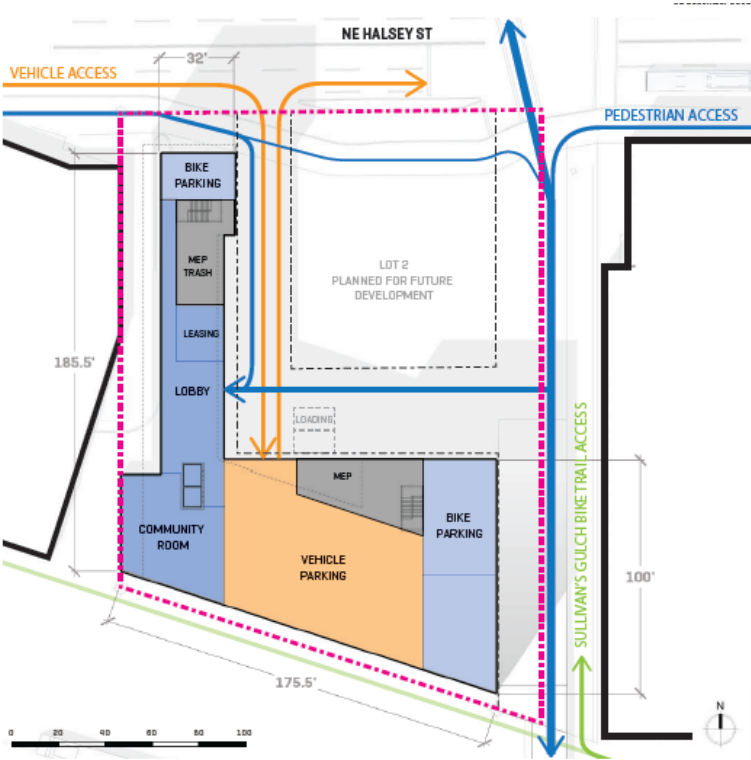 NE HALSEY ST
32'
VEHICLE ACCESS
PEDESTRIAN ACCESS
BIKE
PARKING
MEP
TRASH
LOT 2
PLANNED FOR FUTURE
DEVELOPMENT
LEASING
185.5'
LOBBY
LOADING
MEP
BIKE
PARKING
COMMUNITY
ROOM
VEHICLE
PARKING
SULLIVAN'S GULCH BIKE TRAIL ACCESS
100'
175.5'
N
0 20 40 60 80 100